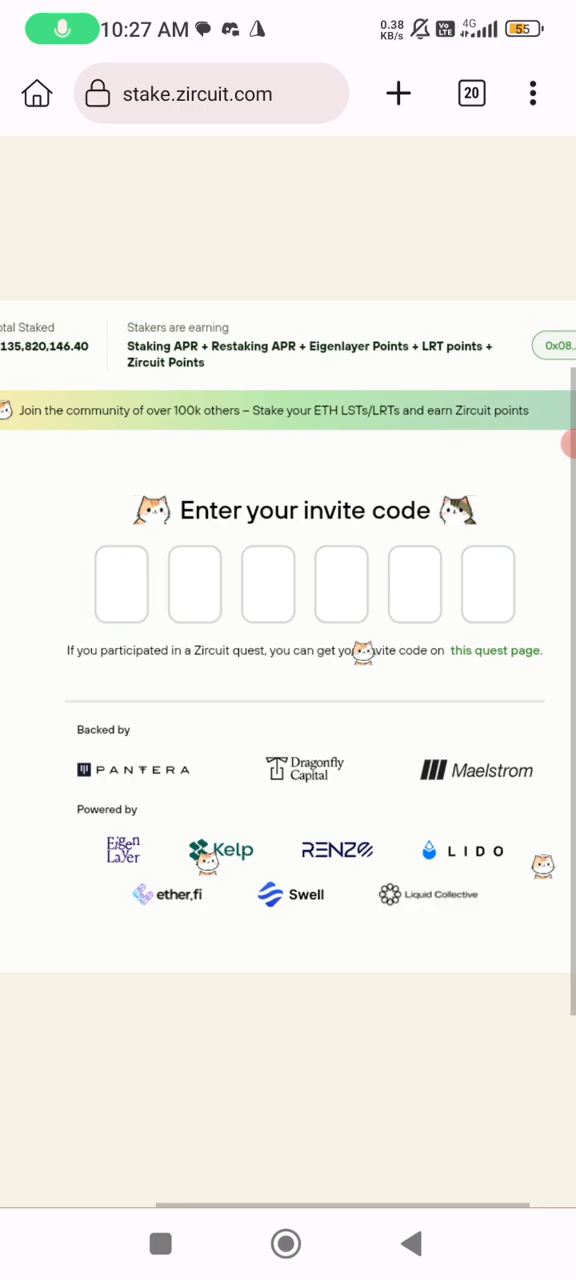 10:27 AM
0.38 KB/s
Vo LTE
4G
55
stake.zircuit.com
20
otal Staked
Stakers are earning
135,820,146.40
Staking APR + Restaking APR + Eigenlayer Points + LRT points +
Zircuit Points
0x08..
Join the community of over 100k others – Stake your ETH LSTs/LRTs and earn Zircuit points
Enter your invite code
If you participated in a Zircuit quest, you can get yo vite code on this quest page.
Backed by
PANTERA
Dragonfly Capital
Maelstrom
Powered by
Eigen Layer
Kelp
RENZO
LIDO
ether.fi
Swell
Liquid Collective